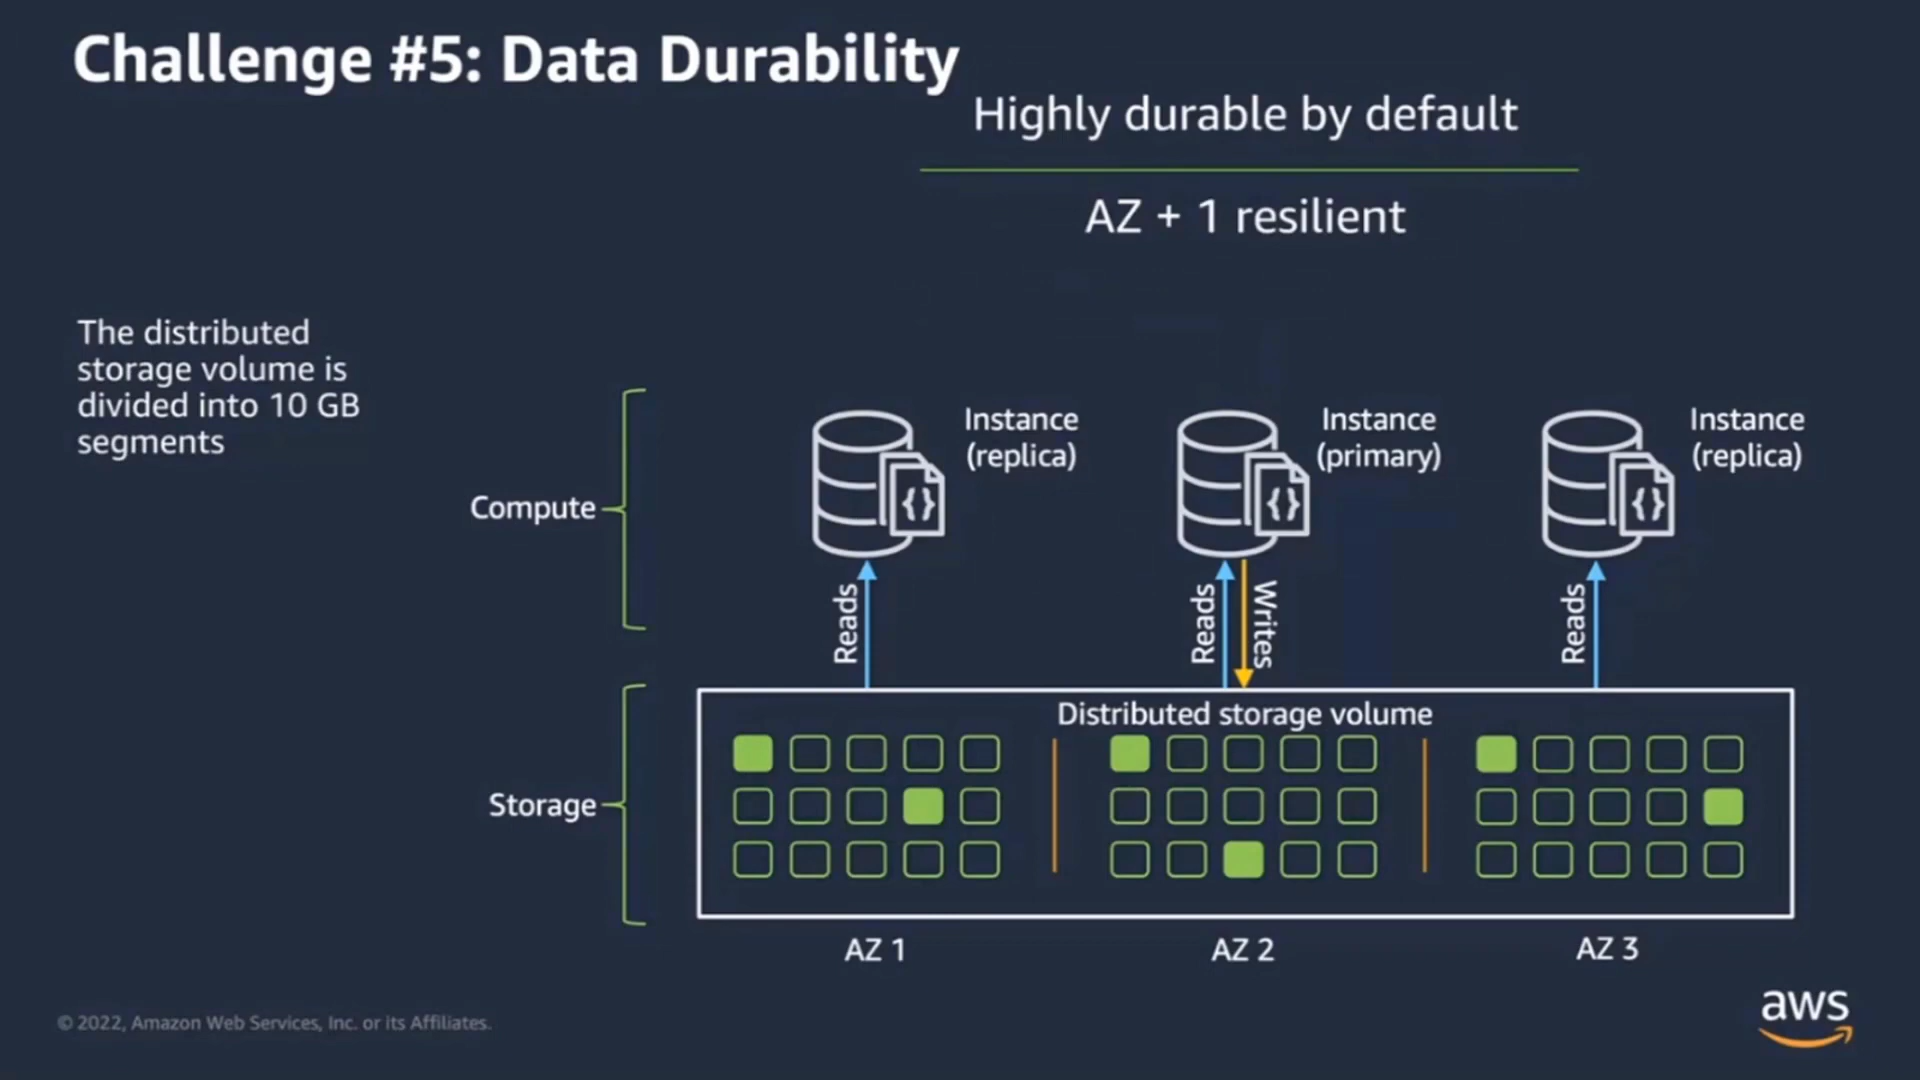 Challenge #5: Data Durability
Highly durable by default
AZ + 1 resilient
The distributed
storage volume is
divided into 10 GB
segments
Compute
Instance
(replica)
Instance
(primary)
Instance
(replica)
{}
{}
{}
Reads
Reads
Writes
Reads
Storage
Distributed storage volume
AZ 1
AZ 2
AZ 3
© 2022, Amazon Web Services, Inc. or its Affiliates.
aws